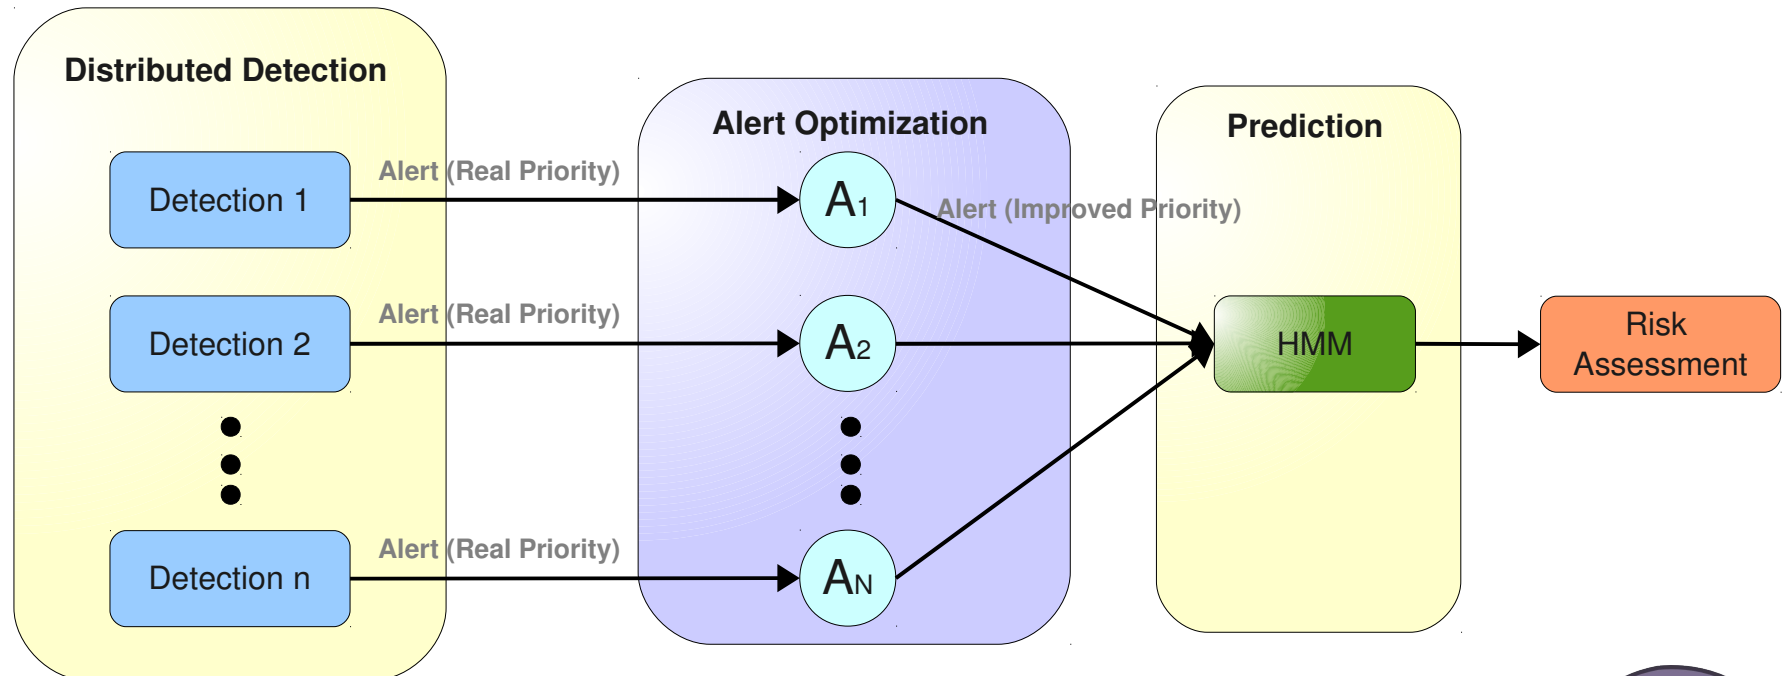 Distributed Detection
Alert Optimization
Prediction
Detection 1
Alert (Real Priority)
A1
Alert (Improved Priority)
Detection 2
Alert (Real Priority)
A2
HMM
Risk
Assessment
Detection n
Alert (Real Priority)
AN